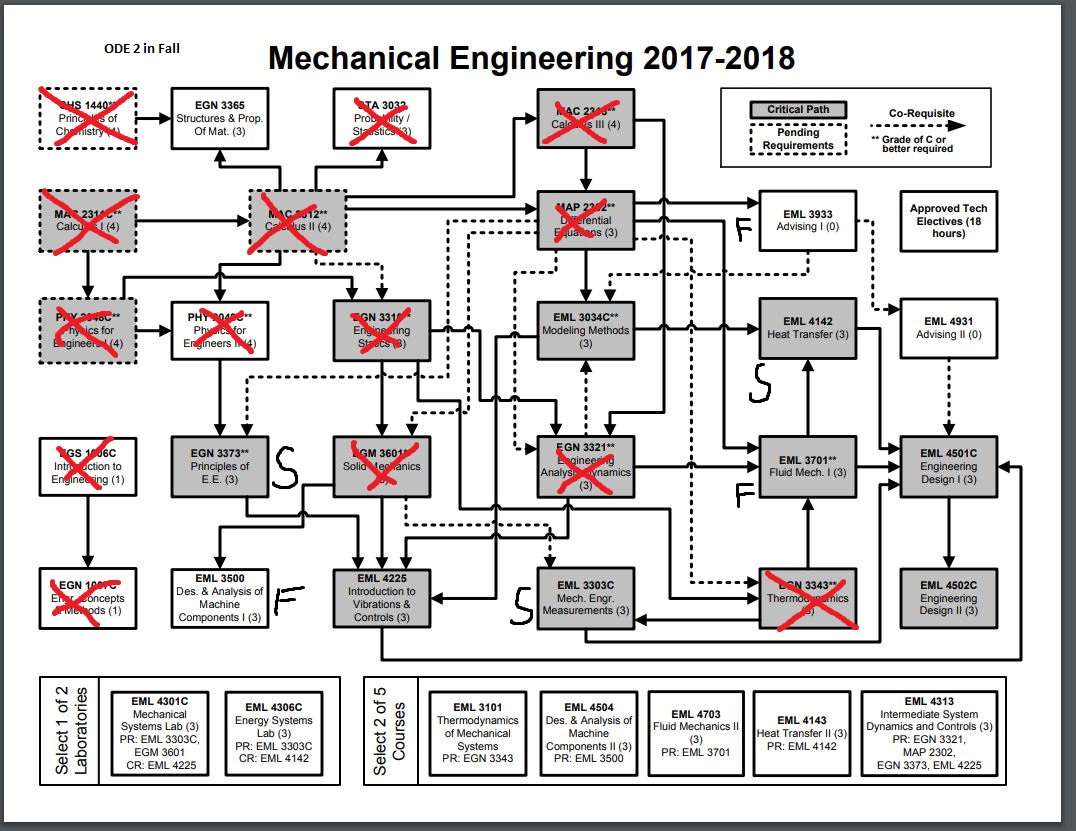 ODE 2 in Fall
Mechanical Engineering 2017-2018
CHS 1440**
Principles of
Chemistry (4)
EGN 3365
Structures & Prop.
Of Mat. (3)
STA 3032
Probability /
Statistics (3)
MAC 2313**
Calculus III (4)
Critical Path
Pending
Requirements
Co-Requisite
** Grade of C or
better required
MAC 2311C**
Calculus I (4)
MAC 2312**
Calculus II (4)
MAP 2302**
Differential
Equations (3)
F
EML 3933
Advising I (0)
Approved Tech
Electives (18
hours)
PHY 2048C**
Physics for
Engineers I (4)
PHY 2049C**
Physics for
Engineers II (4)
EGN 3310**
Engineering
Statics (3)
EML 3034C**
Modeling Methods
(3)
EML 4142
Heat Transfer (3)
S
EML 4931
Advising II (0)
EGS 1006C
Introduction to
Engineering (1)
EGN 3373**
Principles of
E.E. (3)
S
EGM 3601**
Solid Mechanics
(3)
EGN 3321**
Engineering
Analysis Dynamics
(3)
EML 3701**
Fluid Mech. I (3)
F
EML 4501C
Engineering
Design I (3)
EGN 1007C
Engr. Concepts
& Methods (1)
EML 3500
Des. & Analysis of
Machine
Components I (3)
F
EML 4225
Introduction to
Vibrations &
Controls (3)
S
EML 3303C
Mech. Engr.
Measurements (3)
EGN 3343**
Thermodynamics
(3)
EML 4502C
Engineering
Design II (3)
Select 1 of 2
Laboratories
EML 4301C
Mechanical
Systems Lab (3)
PR: EML 3303C,
EGM 3601
CR: EML 4225
EML 4306C
Energy Systems
Lab (3)
PR: EML 3303C
CR: EML 4142
Select 2 of 5
Courses
EML 3101
Thermodynamics
of Mechanical
Systems
PR: EGN 3343
EML 4504
Des. & Analysis of
Machine
Components II (3)
PR: EML 3500
EML 4703
Fluid Mechanics II
(3)
PR: EML 3701
EML 4143
Heat Transfer II (3)
PR: EML 4142
EML 4313
Intermediate System
Dynamics and Controls (3)
PR: EGN 3321,
MAP 2302,
EGN 3373, EML 4225